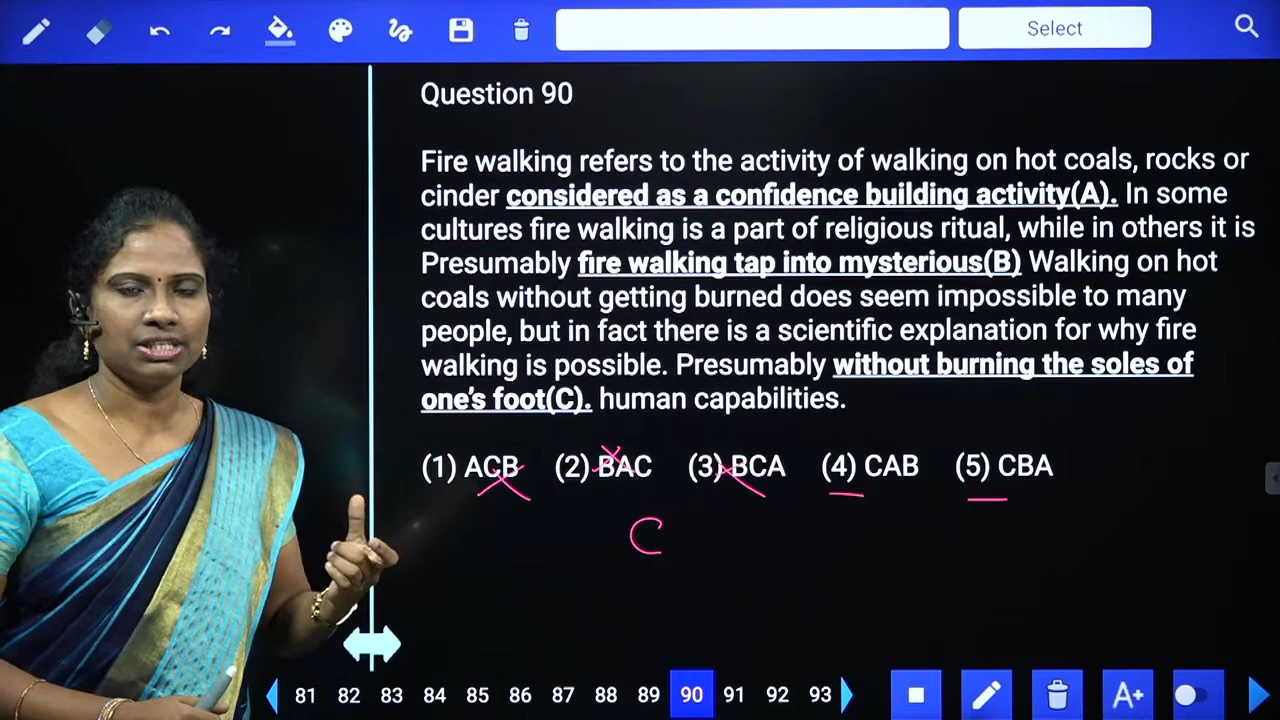 Select
Question 90
Fire walking refers to the activity of walking on hot coals, rocks or
cinder considered as a confidence building activity(A). In some
cultures fire walking is a part of religious ritual, while in others it is
Presumably fire walking tap into mysterious(B) Walking on hot
coals without getting burned does seem impossible to many
people, but in fact there is a scientific explanation for why fire
walking is possible. Presumably without burning the soles of
one's foot(C). human capabilities.
(1) ACB (2) BAC (3) BCA (4) CAB (5) CBA
C
81 82 83 84 85 86 87 88 89 90 91 92 93 A+